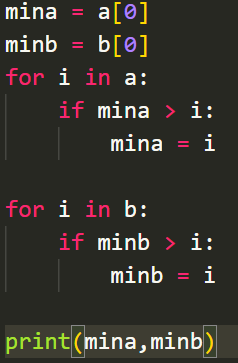 mina = a[0]
minb = b[0]
for i in a:
    if mina > i:
        mina = i

for i in b:
    if minb > i:
        minb = i

print(mina,minb)